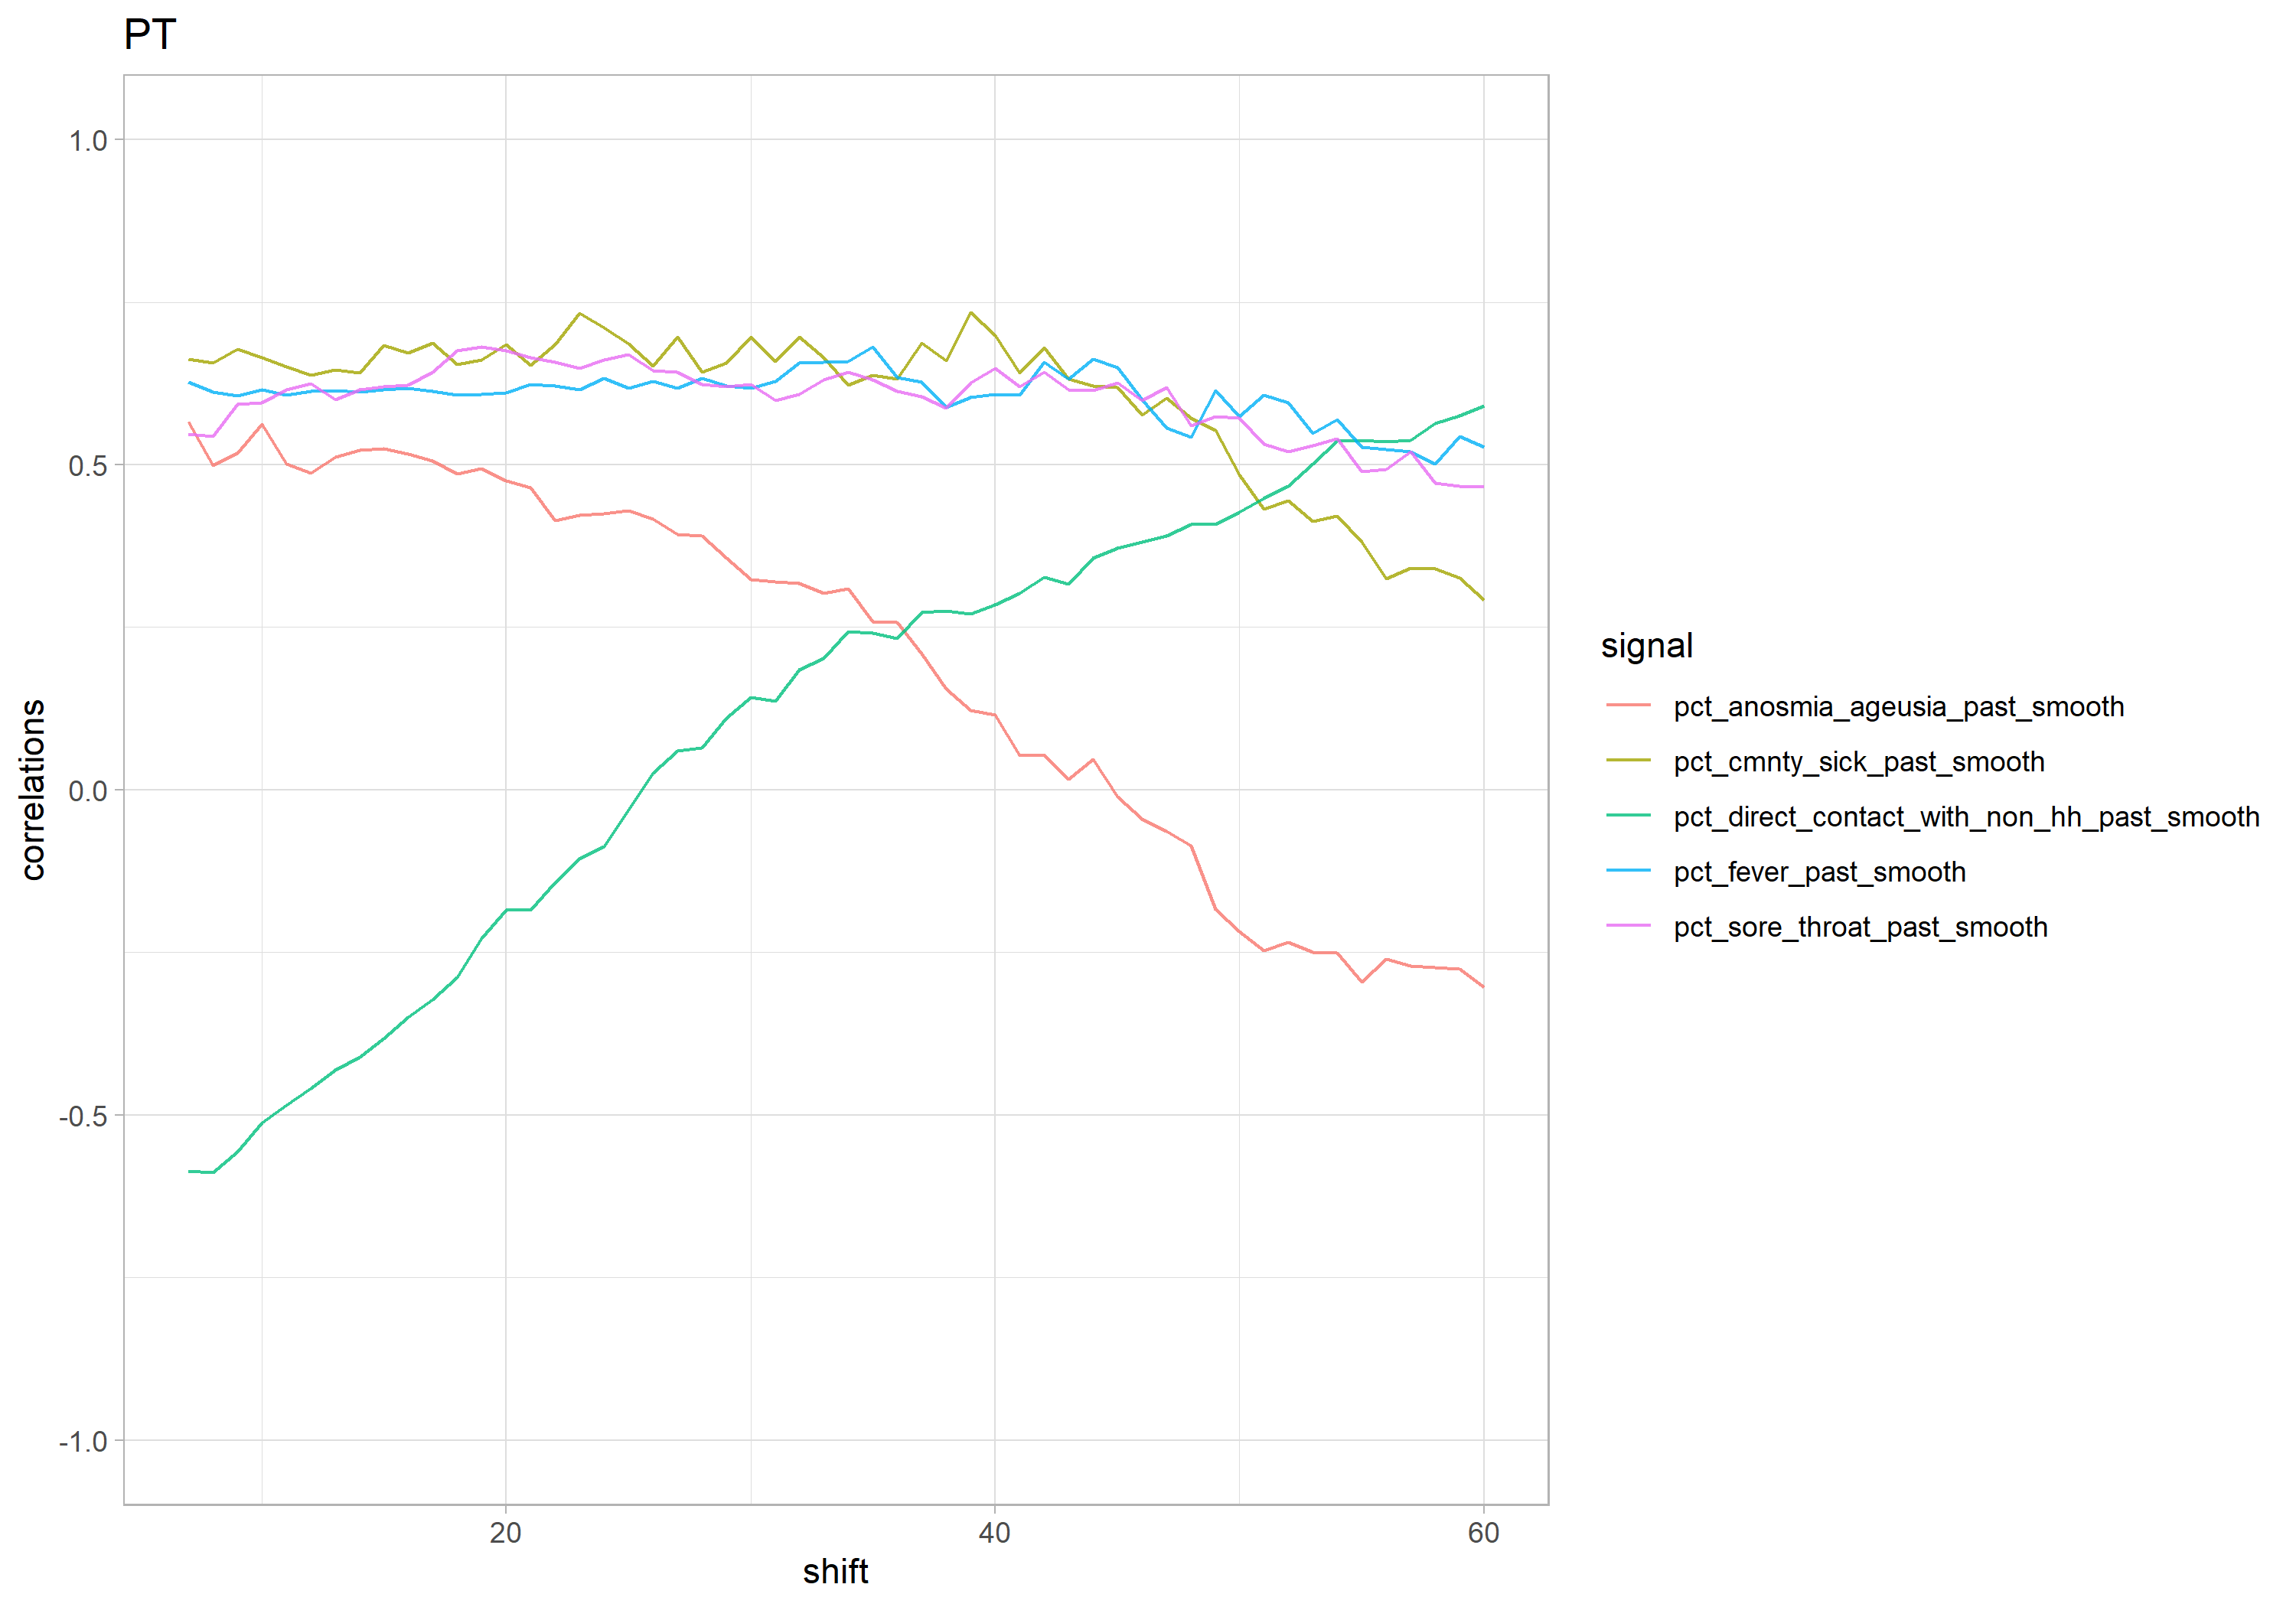 PT
1.0
0.5
0.0
-0.5
-1.0
correlations
20 40 60
shift
signal
pct_anosmia_ageusia_past_smooth
pct_cmnty_sick_past_smooth
pct_direct_contact_with_non_hh_past_smooth
pct_fever_past_smooth
pct_sore_throat_past_smooth